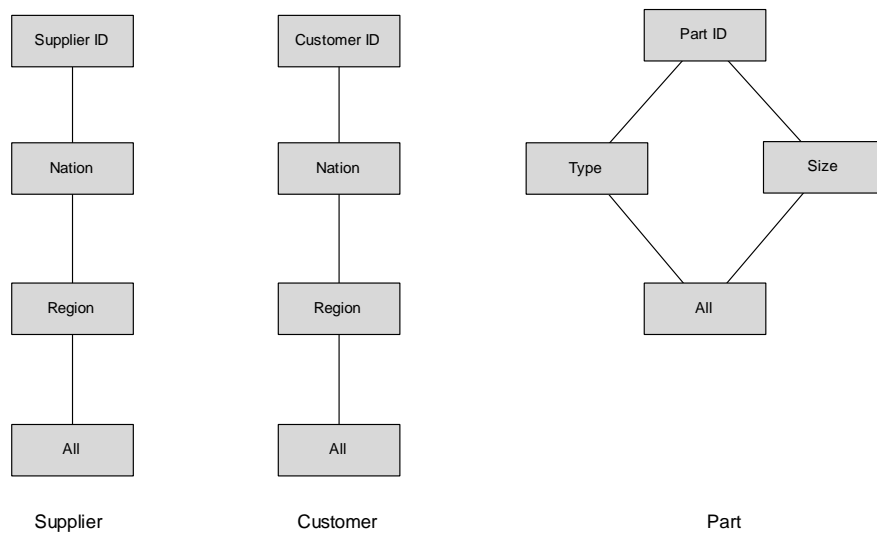 Supplier ID
Nation
Region
All
Supplier
Customer ID
Nation
Region
All
Customer
Part ID
Type
Size
All
Part